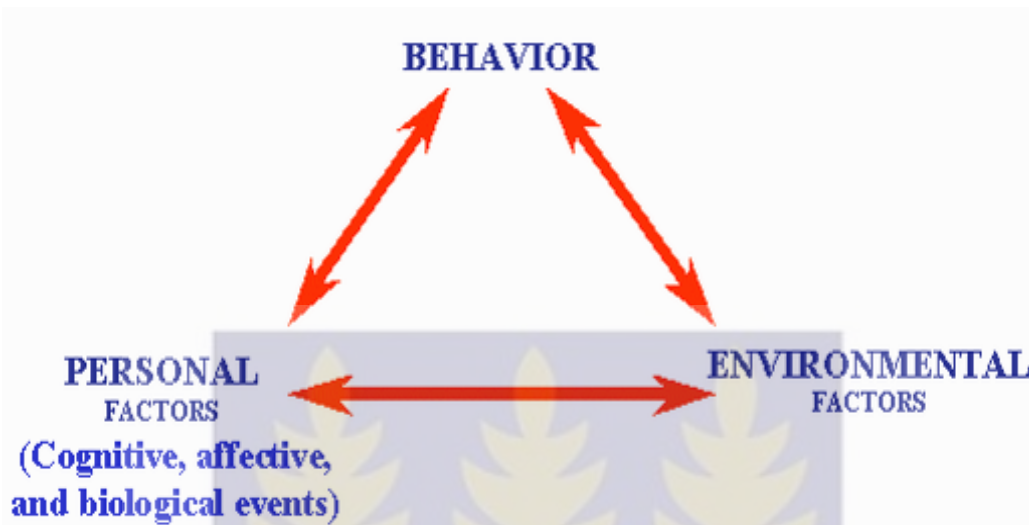 BEHAVIOR
PERSONAL
FACTORS
(Cognitive, affective,
and biological events)
ENVIRONMENTAL
FACTORS